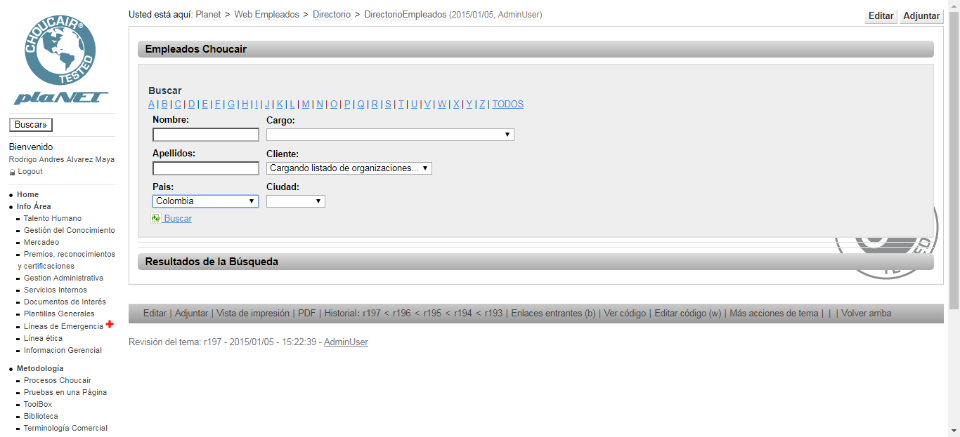 CHOUCAIR
TESTED
plaNET
Buscar»
Bienvenido
Rodrigo Andres Alvarez Maya
Logout
Home
Info Área
Talento Humano
Gestión del Conocimiento
Mercadeo
Premios, reconocimientos
y certificaciones
Gestion Administrativa
Servicios Internos
Documentos de Interés
Plantillas Generales
Líneas de Emergencia
Línea ética
Informacion Gerencial
Metodología
Procesos Choucair
Pruebas en una Página
ToolBox
Biblioteca
Terminología Comercial
Usted está aquí: Planet > Web Empleados > Directorio > DirectorioEmpleados (2015/01/05, AdminUser)
Editar Adjuntar
Empleados Choucair
Buscar
A | B | C | D | E | F | G | H | I | J | K | L | M | N | O | P | Q | R | S | T | U | V | W | X | Y | Z | TODOS
Nombre: Cargo:
Apellidos: Cliente:
Cargando listado de organizaciones...
Pais: Ciudad:
Colombia
Buscar
Resultados de la Búsqueda
TED
Editar | Adjuntar | Vista de impresión | PDF | Historial: r197 < r196 < r195 < r194 < r193 | Enlaces entrantes (b) | Ver código | Editar código (w) | Más acciones de tema | | | Volver arriba
Revisión del tema: r197 - 2015/01/05 - 15:22:39 - AdminUser